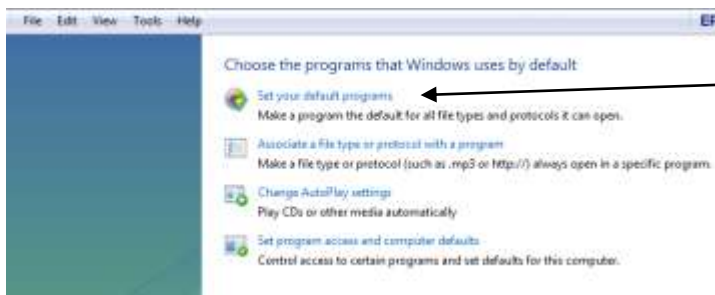 File Edit View Tools Help
Choose the programs that Windows uses by default
Set your default programs
Make a program the default for all file types and protocols it can open.
Associate a file type or protocol with a program
Make a file type or protocol (such as .mp3 or http://) always open in a specific program.
Change AutoPlay settings
Play CDs or other media automatically
Set program access and computer defaults
Control access to certain programs and set defaults for this computer.